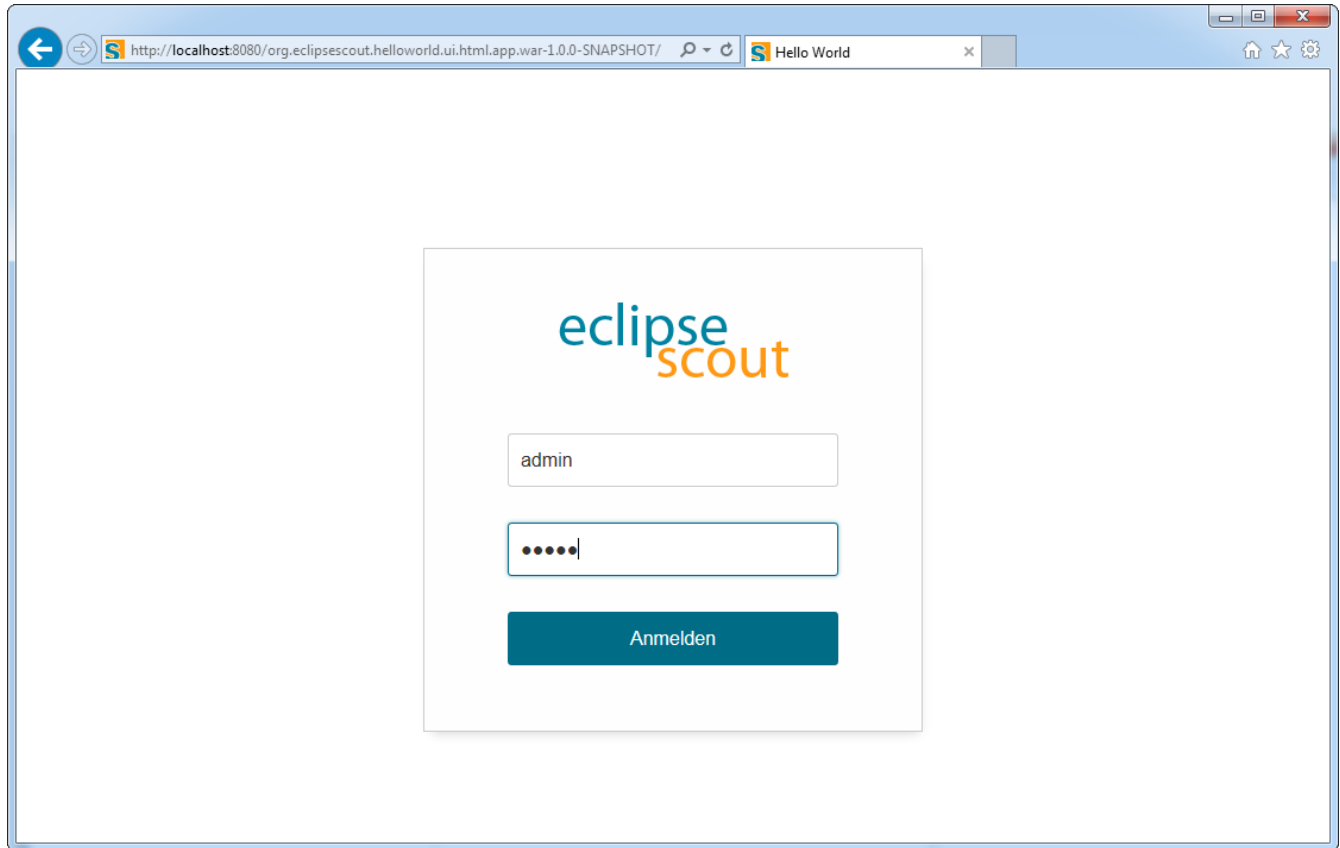 http://localhost:8080/org.eclipsescout.helloworld.ui.html.app.war-1.0.0-SNAPSHOT/
Hello World
eclipse
scout
admin
●●●●●
Anmelden